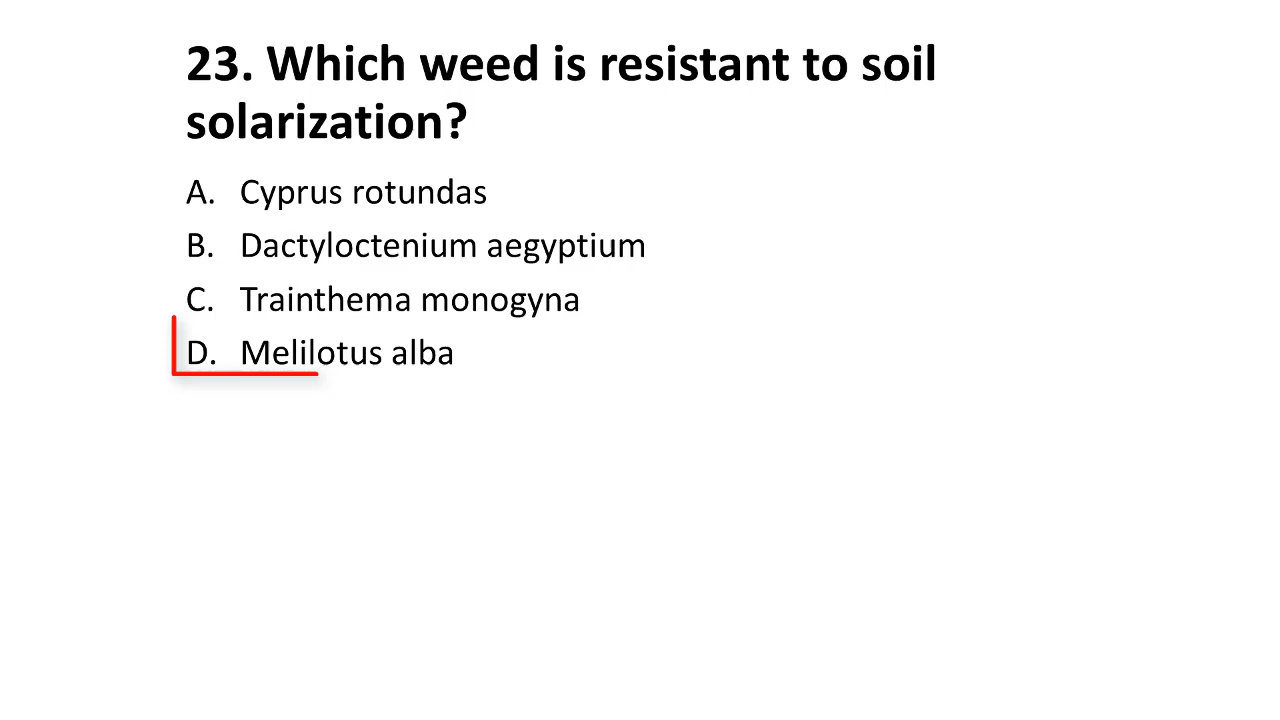 23. Which weed is resistant to soil
solarization?
A. Cyprus rotundas
B. Dactyloctenium aegyptium
C. Trainthema monogyna
D. Melilotus alba